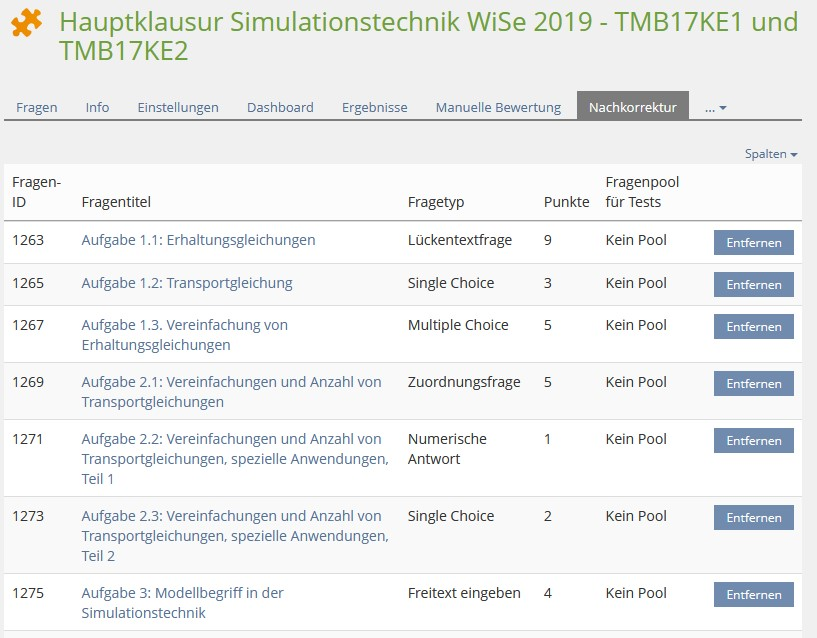 Hauptklausur Simulationstechnik WiSe 2019 - TMB17KE1 und
TMB17KE2
Fragen Info Einstellungen Dashboard Ergebnisse Manuelle Bewertung Nachkorrektur ...
Spalten
Fragen-
ID Fragentitel Fragetyp Punkte Fragenpool
für Tests
1263 Aufgabe 1.1: Erhaltungsgleichungen Lückentextfrage 9 Kein Pool Entfernen
1265 Aufgabe 1.2: Transportgleichung Single Choice 3 Kein Pool Entfernen
1267 Aufgabe 1.3. Vereinfachung von Multiple Choice 5 Kein Pool Entfernen
Erhaltungsgleichungen
1269 Aufgabe 2.1: Vereinfachungen und Anzahl von Zuordnungsfrage 5 Kein Pool Entfernen
Transportgleichungen
1271 Aufgabe 2.2: Vereinfachungen und Anzahl von Numerische 1 Kein Pool Entfernen
Transportgleichungen, spezielle Anwendungen, Antwort
Teil 1
1273 Aufgabe 2.3: Vereinfachungen und Anzahl von Single Choice 2 Kein Pool Entfernen
Transportgleichungen, spezielle Anwendungen,
Teil 2
1275 Aufgabe 3: Modellbegriff in der Freitext eingeben 4 Kein Pool Entfernen
Simulationstechnik